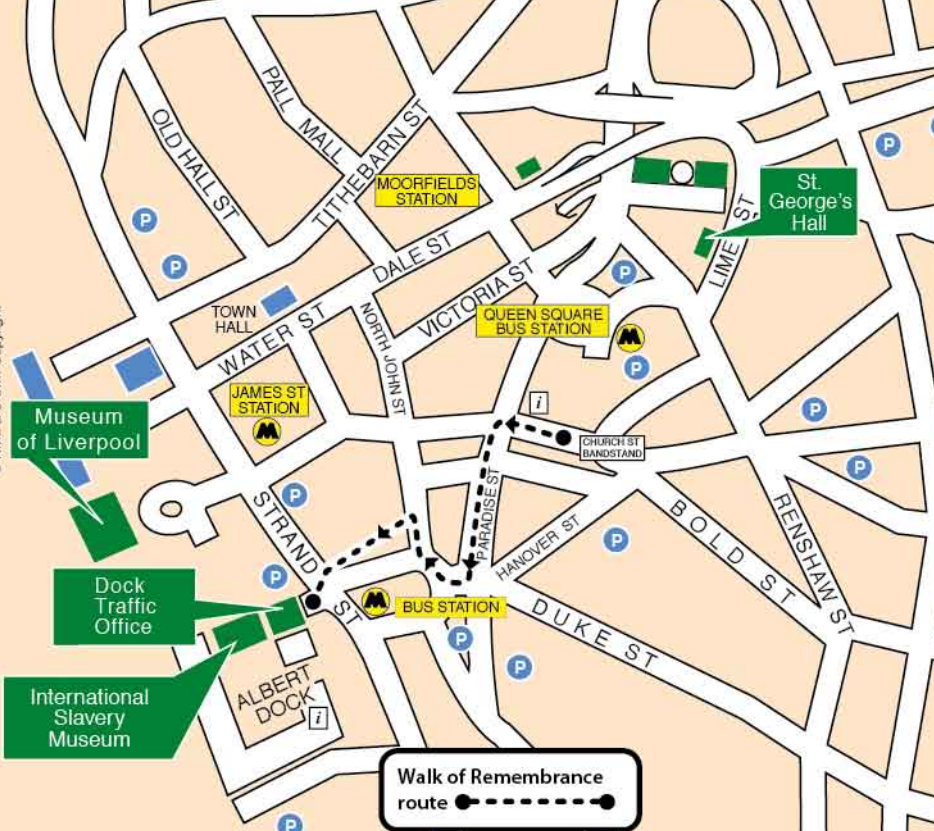 PALL MALL
OLD HALL ST
TITHEBARN ST
MOORFIELDS
STATION
St.
George's
Hall
LIME ST
DALE ST
VICTORIA ST
TOWN
HALL
WATER ST
NORTH JOHN ST
QUEEN SQUARE
BUS STATION
JAMES ST
STATION
Museum
of Liverpool
i
CHURCH ST
BANDSTAND
PARADISE ST
HANOVER ST
STRAND ST
BOLD ST
RENSHAW ST
DUKE ST
Dock
Traffic
Office
BUS STATION
International
Slavery
Museum
ALBERT
DOCK
i
P
P
P
P
P
P
P
P
P
P
P
P
P
P
M
M
M
Walk of Remembrance
route